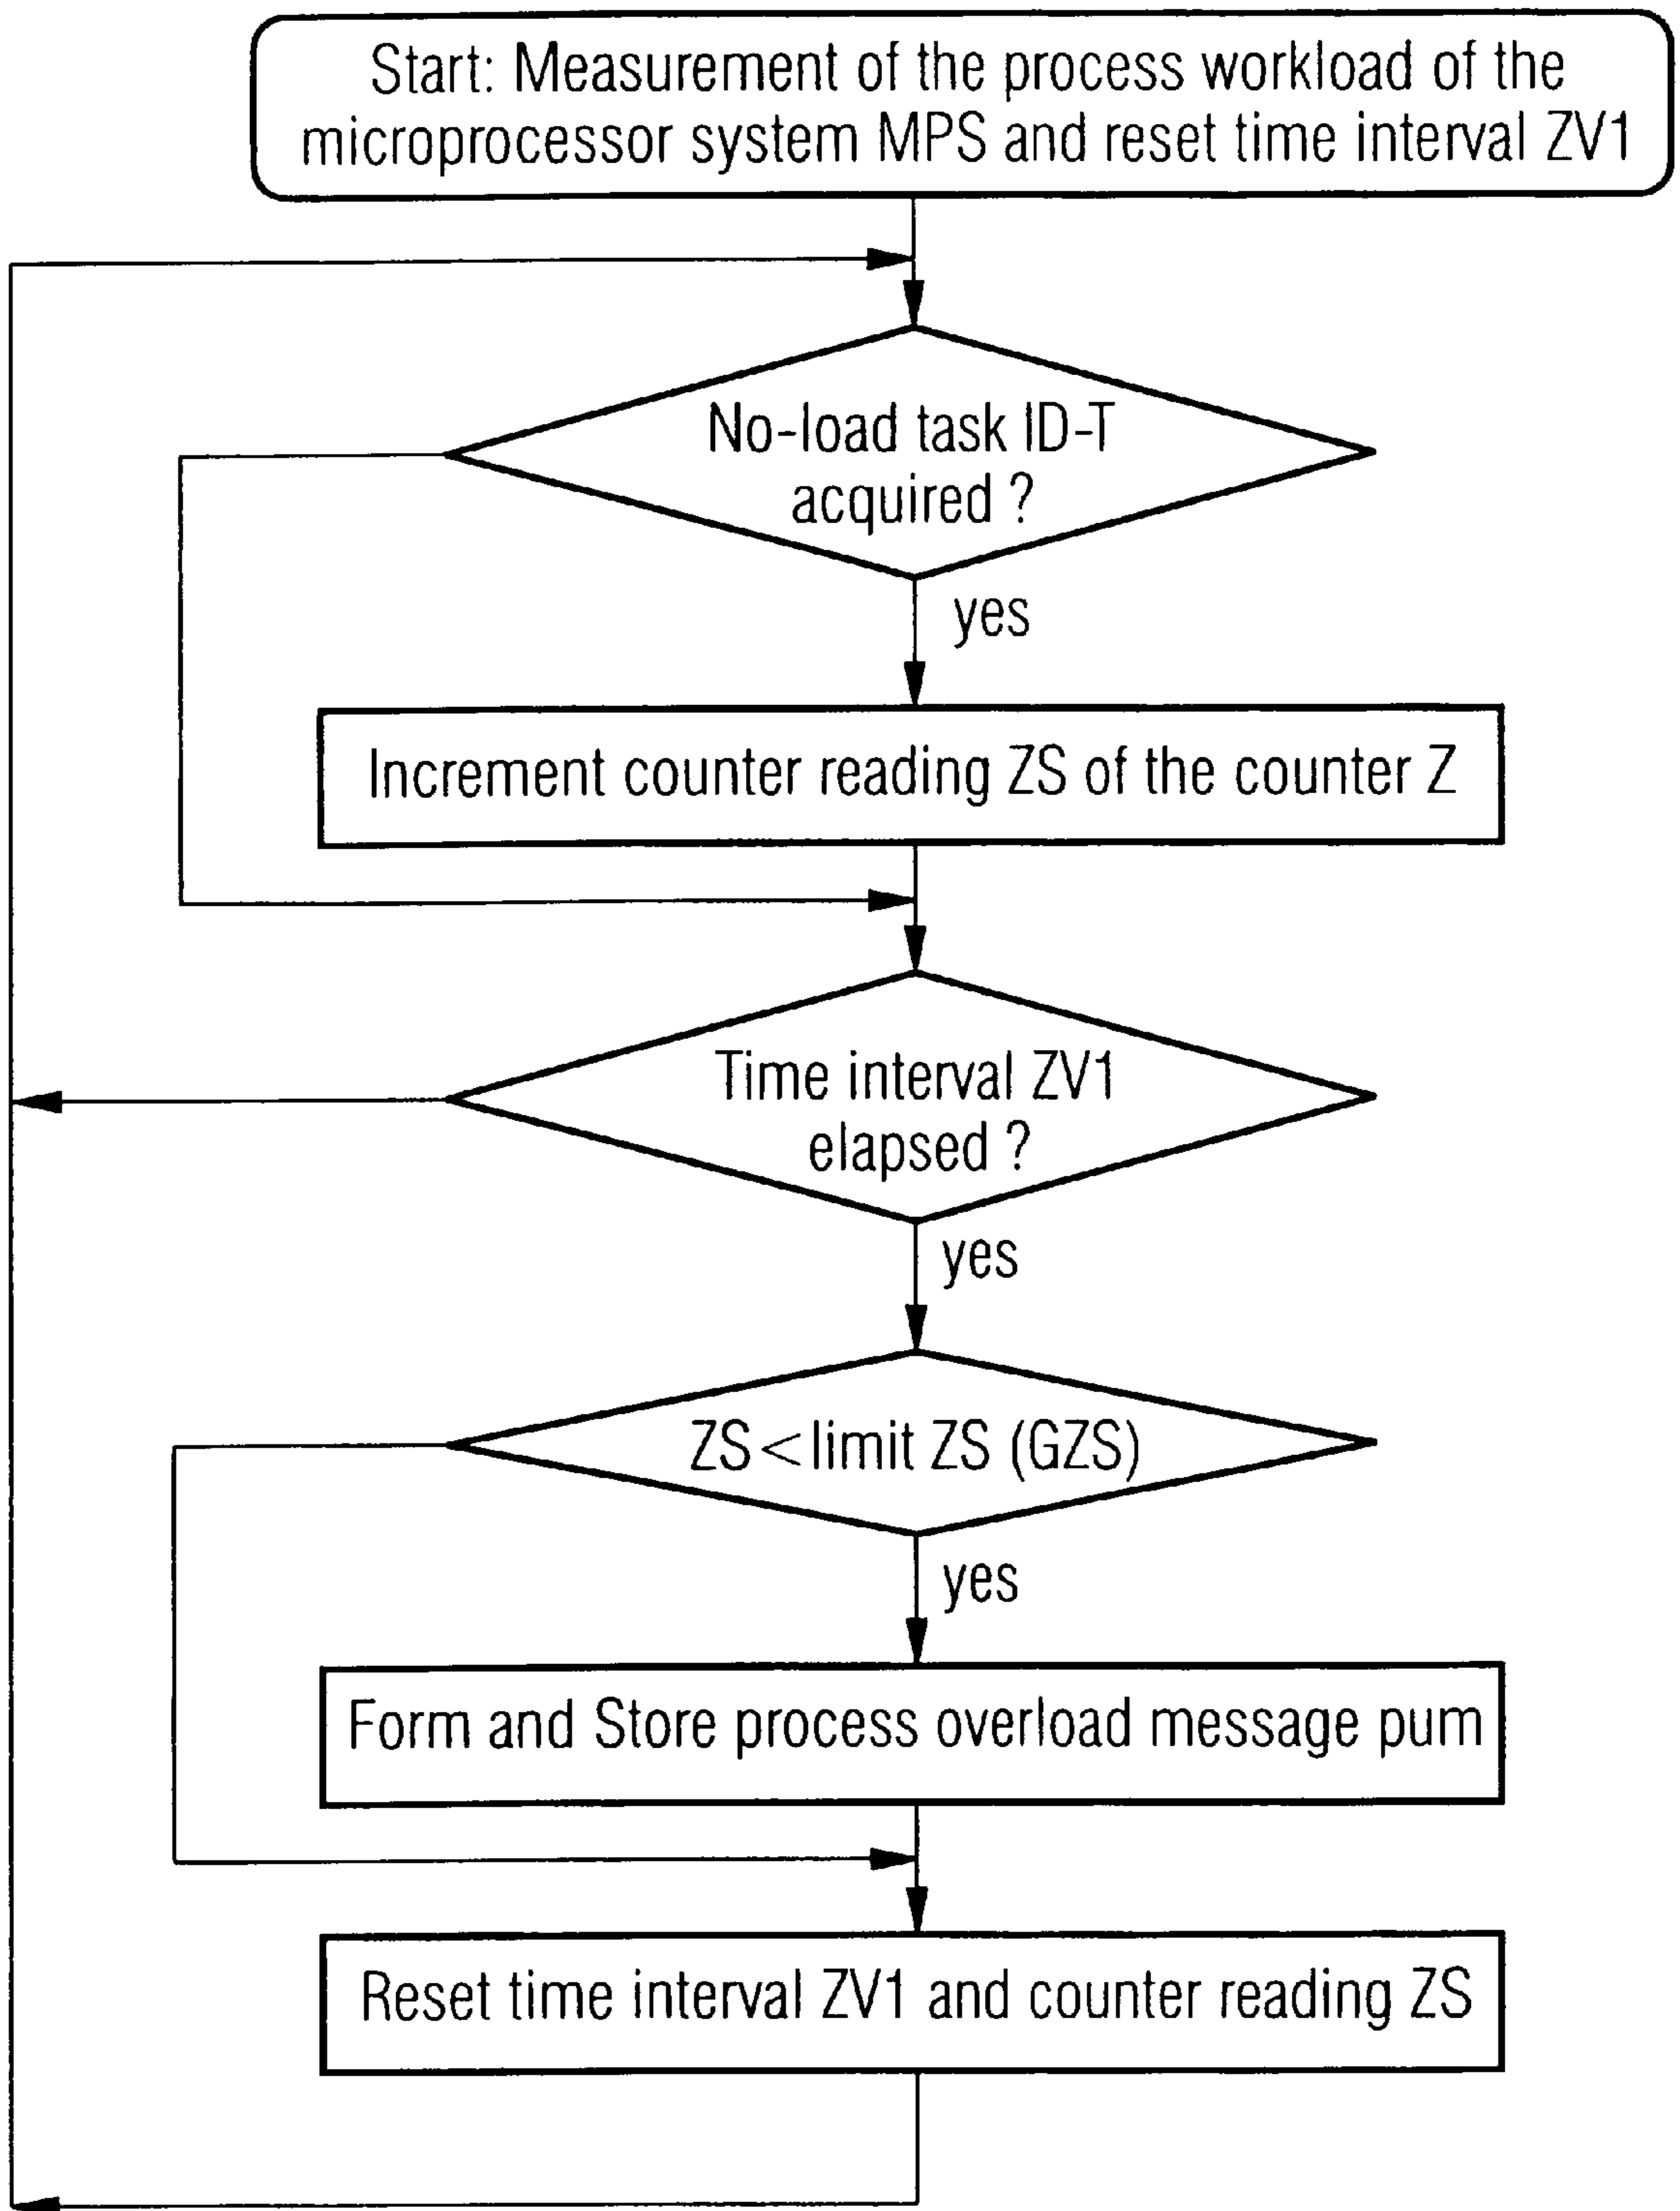 Start: Measurement of the process workload of the
microprocessor system MPS and reset time interval ZV1
No-load task ID-T
acquired ?
yes
Increment counter reading ZS of the counter Z
Time interval ZV1
elapsed ?
yes
ZS<limit ZS (GZS)
yes
Form and Store process overload message pum
Reset time interval ZV1 and counter reading ZS